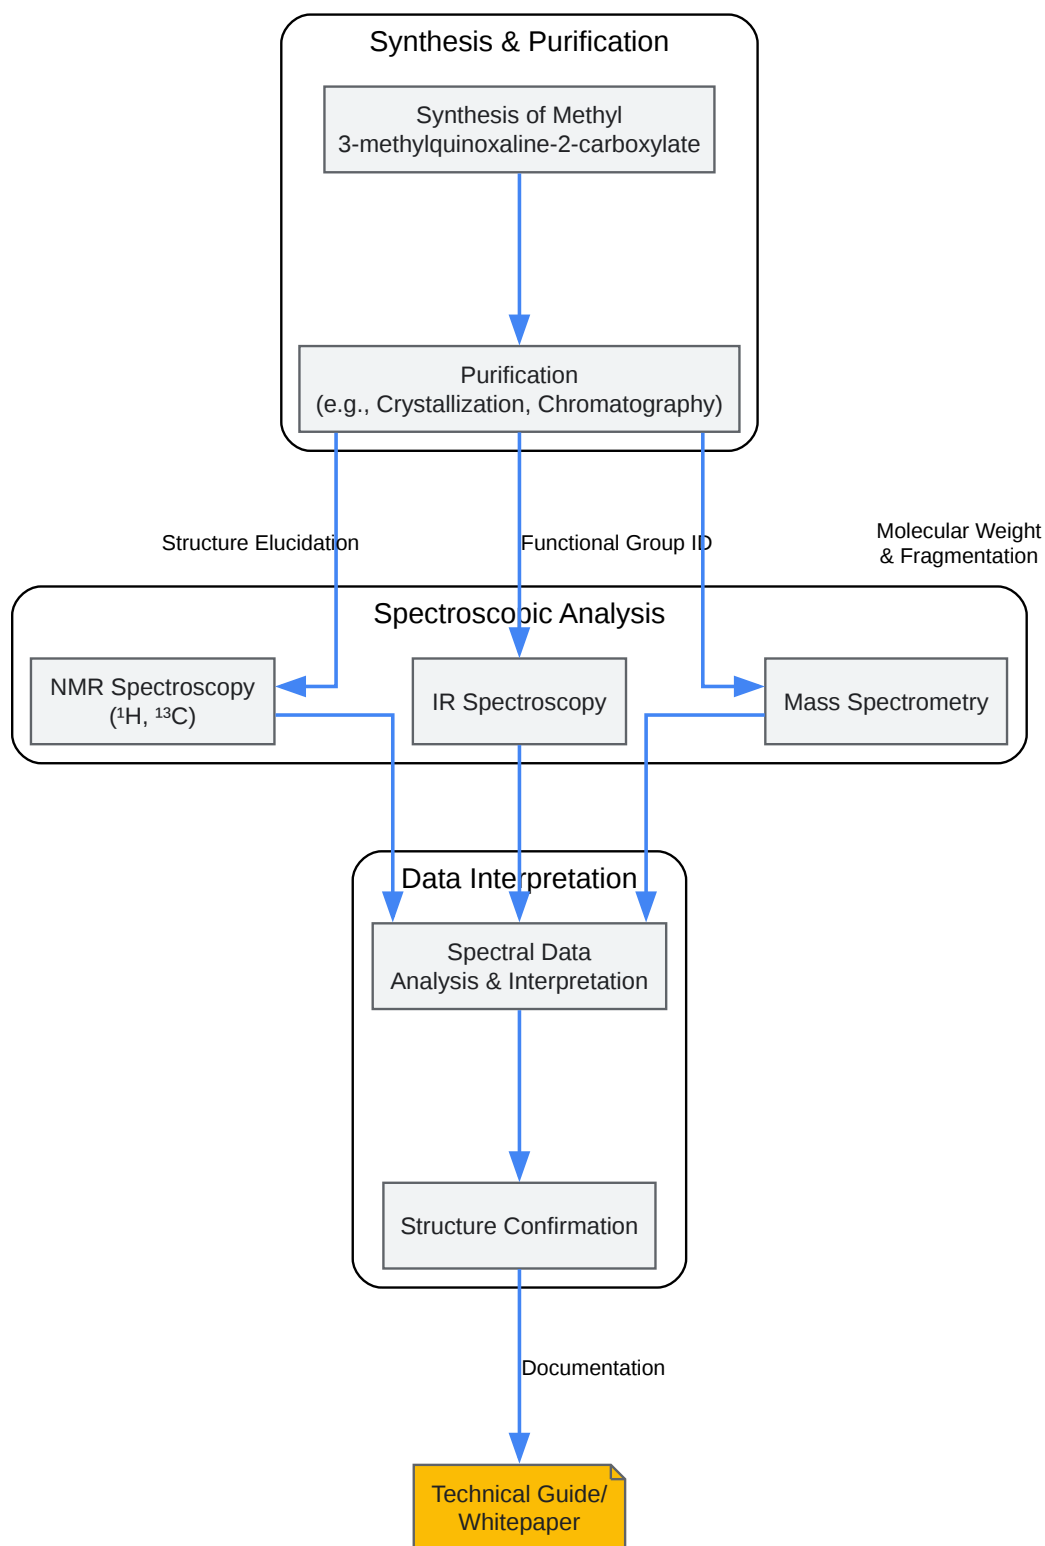 Synthesis & Purification
Synthesis of Methyl
3-methylquinoxaline-2-carboxylate
Purification
(e.g., Crystallization, Chromatography)
Structure Elucidation
Functional Group ID
Molecular Weight
& Fragmentation
Spectroscopic Analysis
NMR Spectroscopy
(¹H, ¹³C)
IR Spectroscopy
Mass Spectrometry
Data Interpretation
Spectral Data
Analysis & Interpretation
Structure Confirmation
Documentation
Technical Guide/
Whitepaper